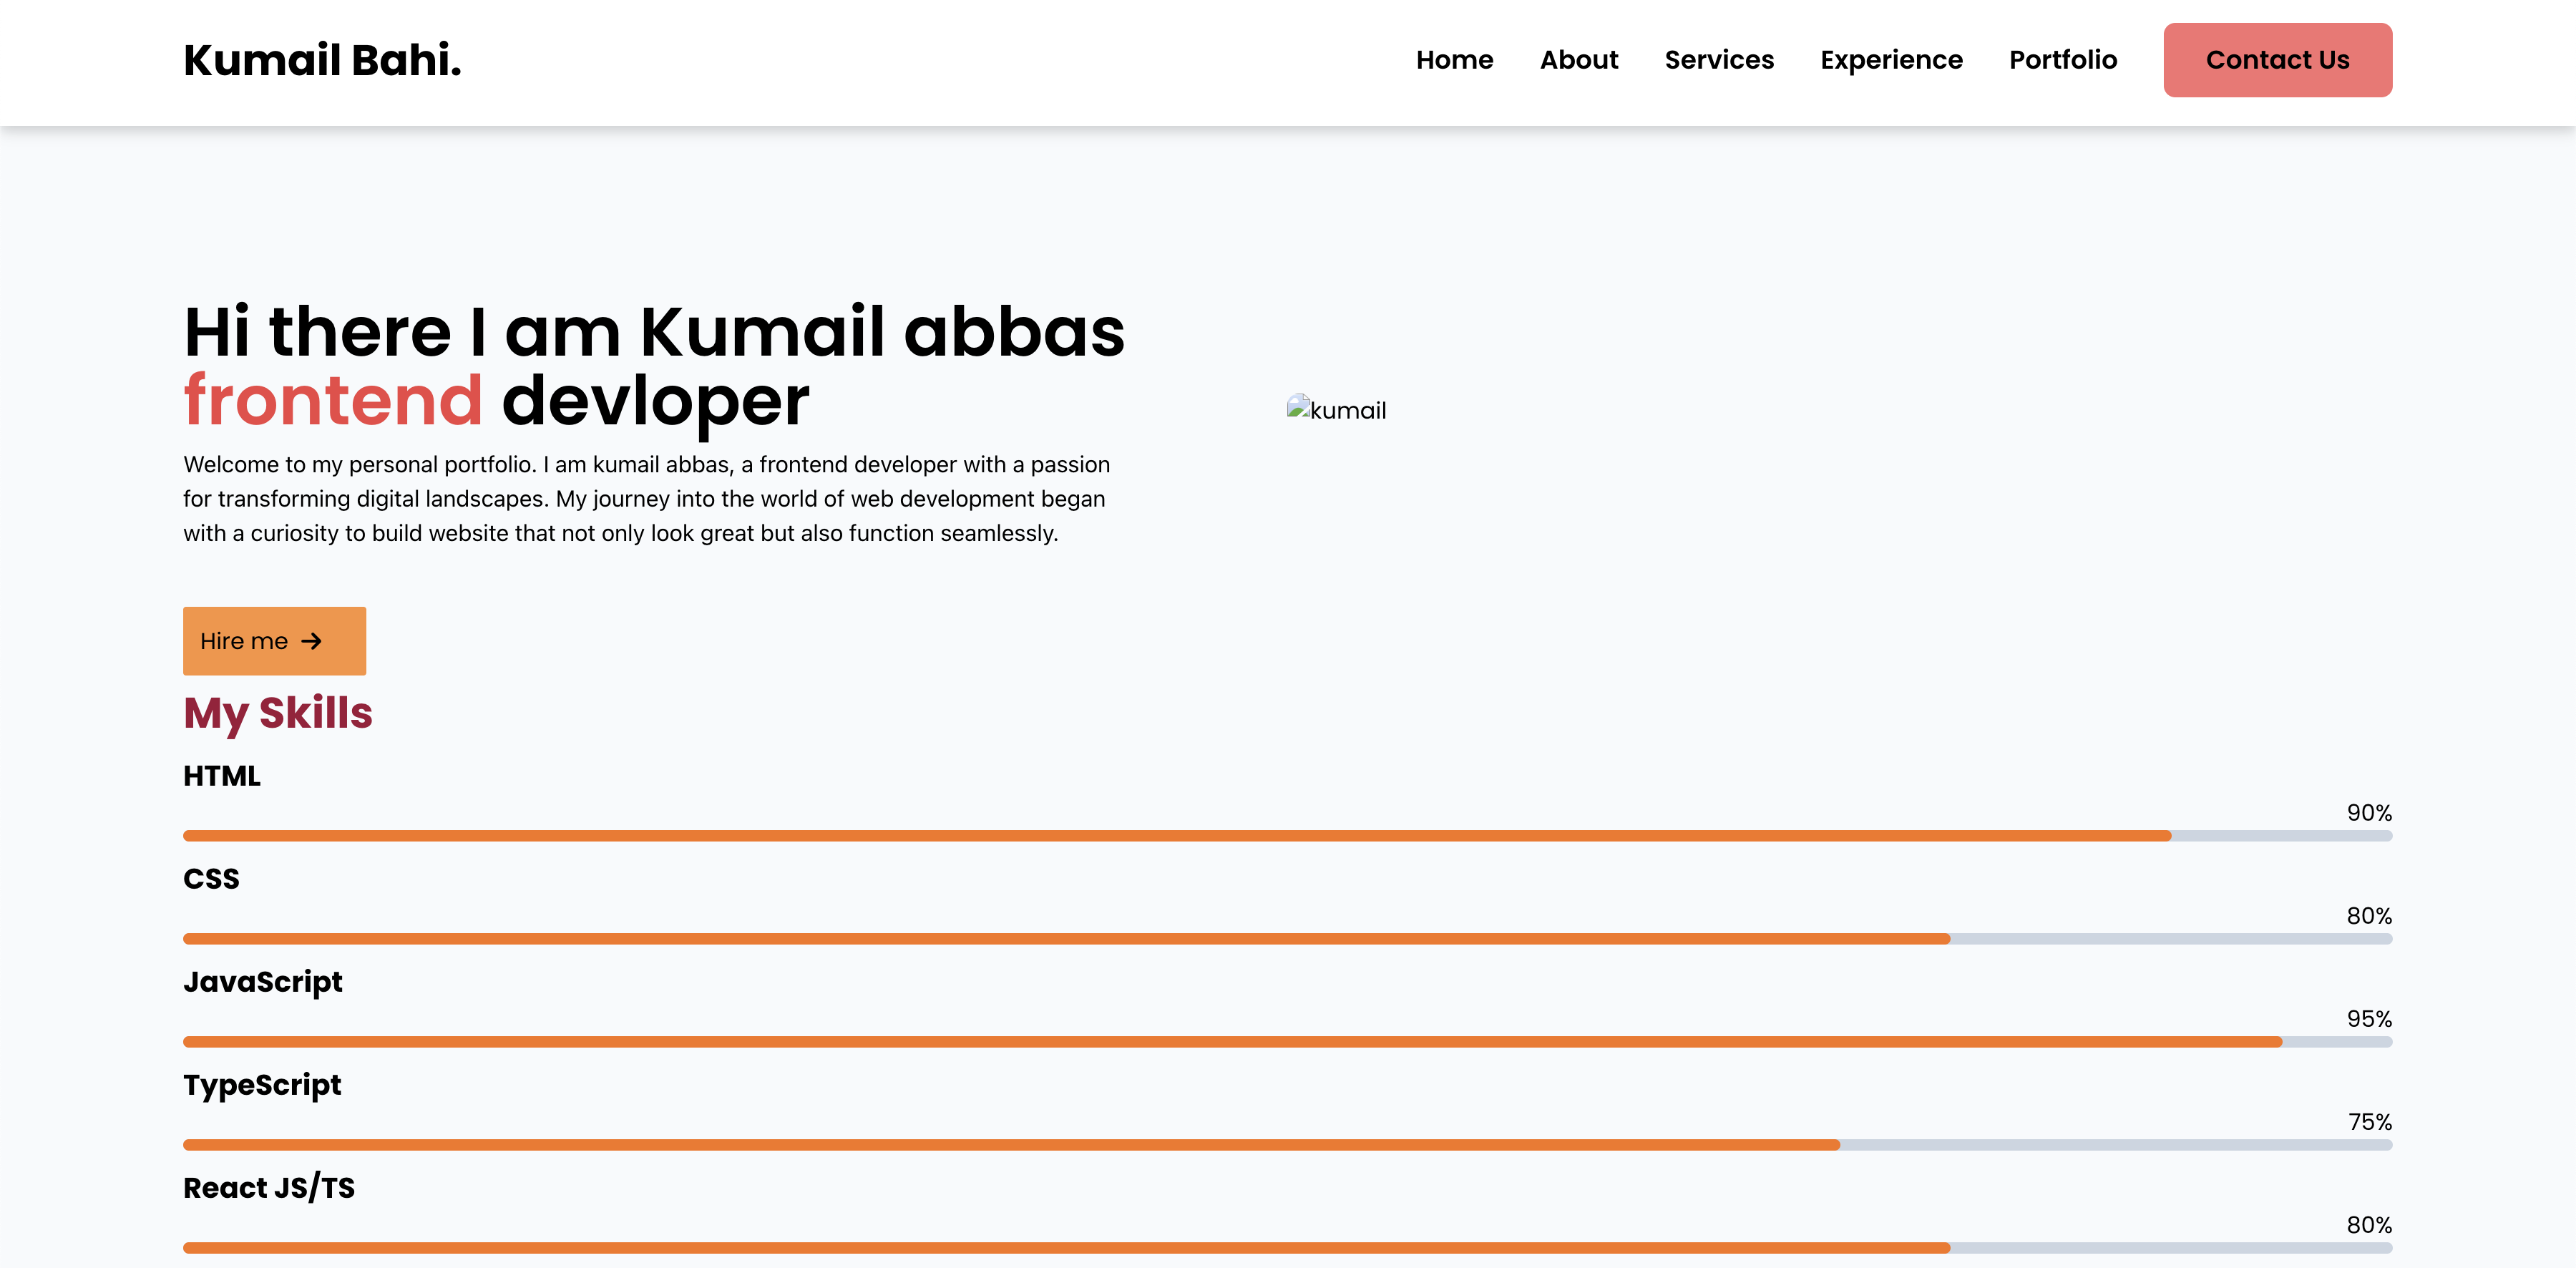 Kumail Bahi.
Home About Services Experience Portfolio Contact Us
Hi there I am Kumail abbas
frontend devloper
kumail
Welcome to my personal portfolio. I am kumail abbas, a frontend developer with a passion
for transforming digital landscapes. My journey into the world of web development began
with a curiosity to build website that not only look great but also function seamlessly.
Hire me
My Skills
HTML
90%
CSS
80%
JavaScript
95%
TypeScript
75%
React JS/TS
80%